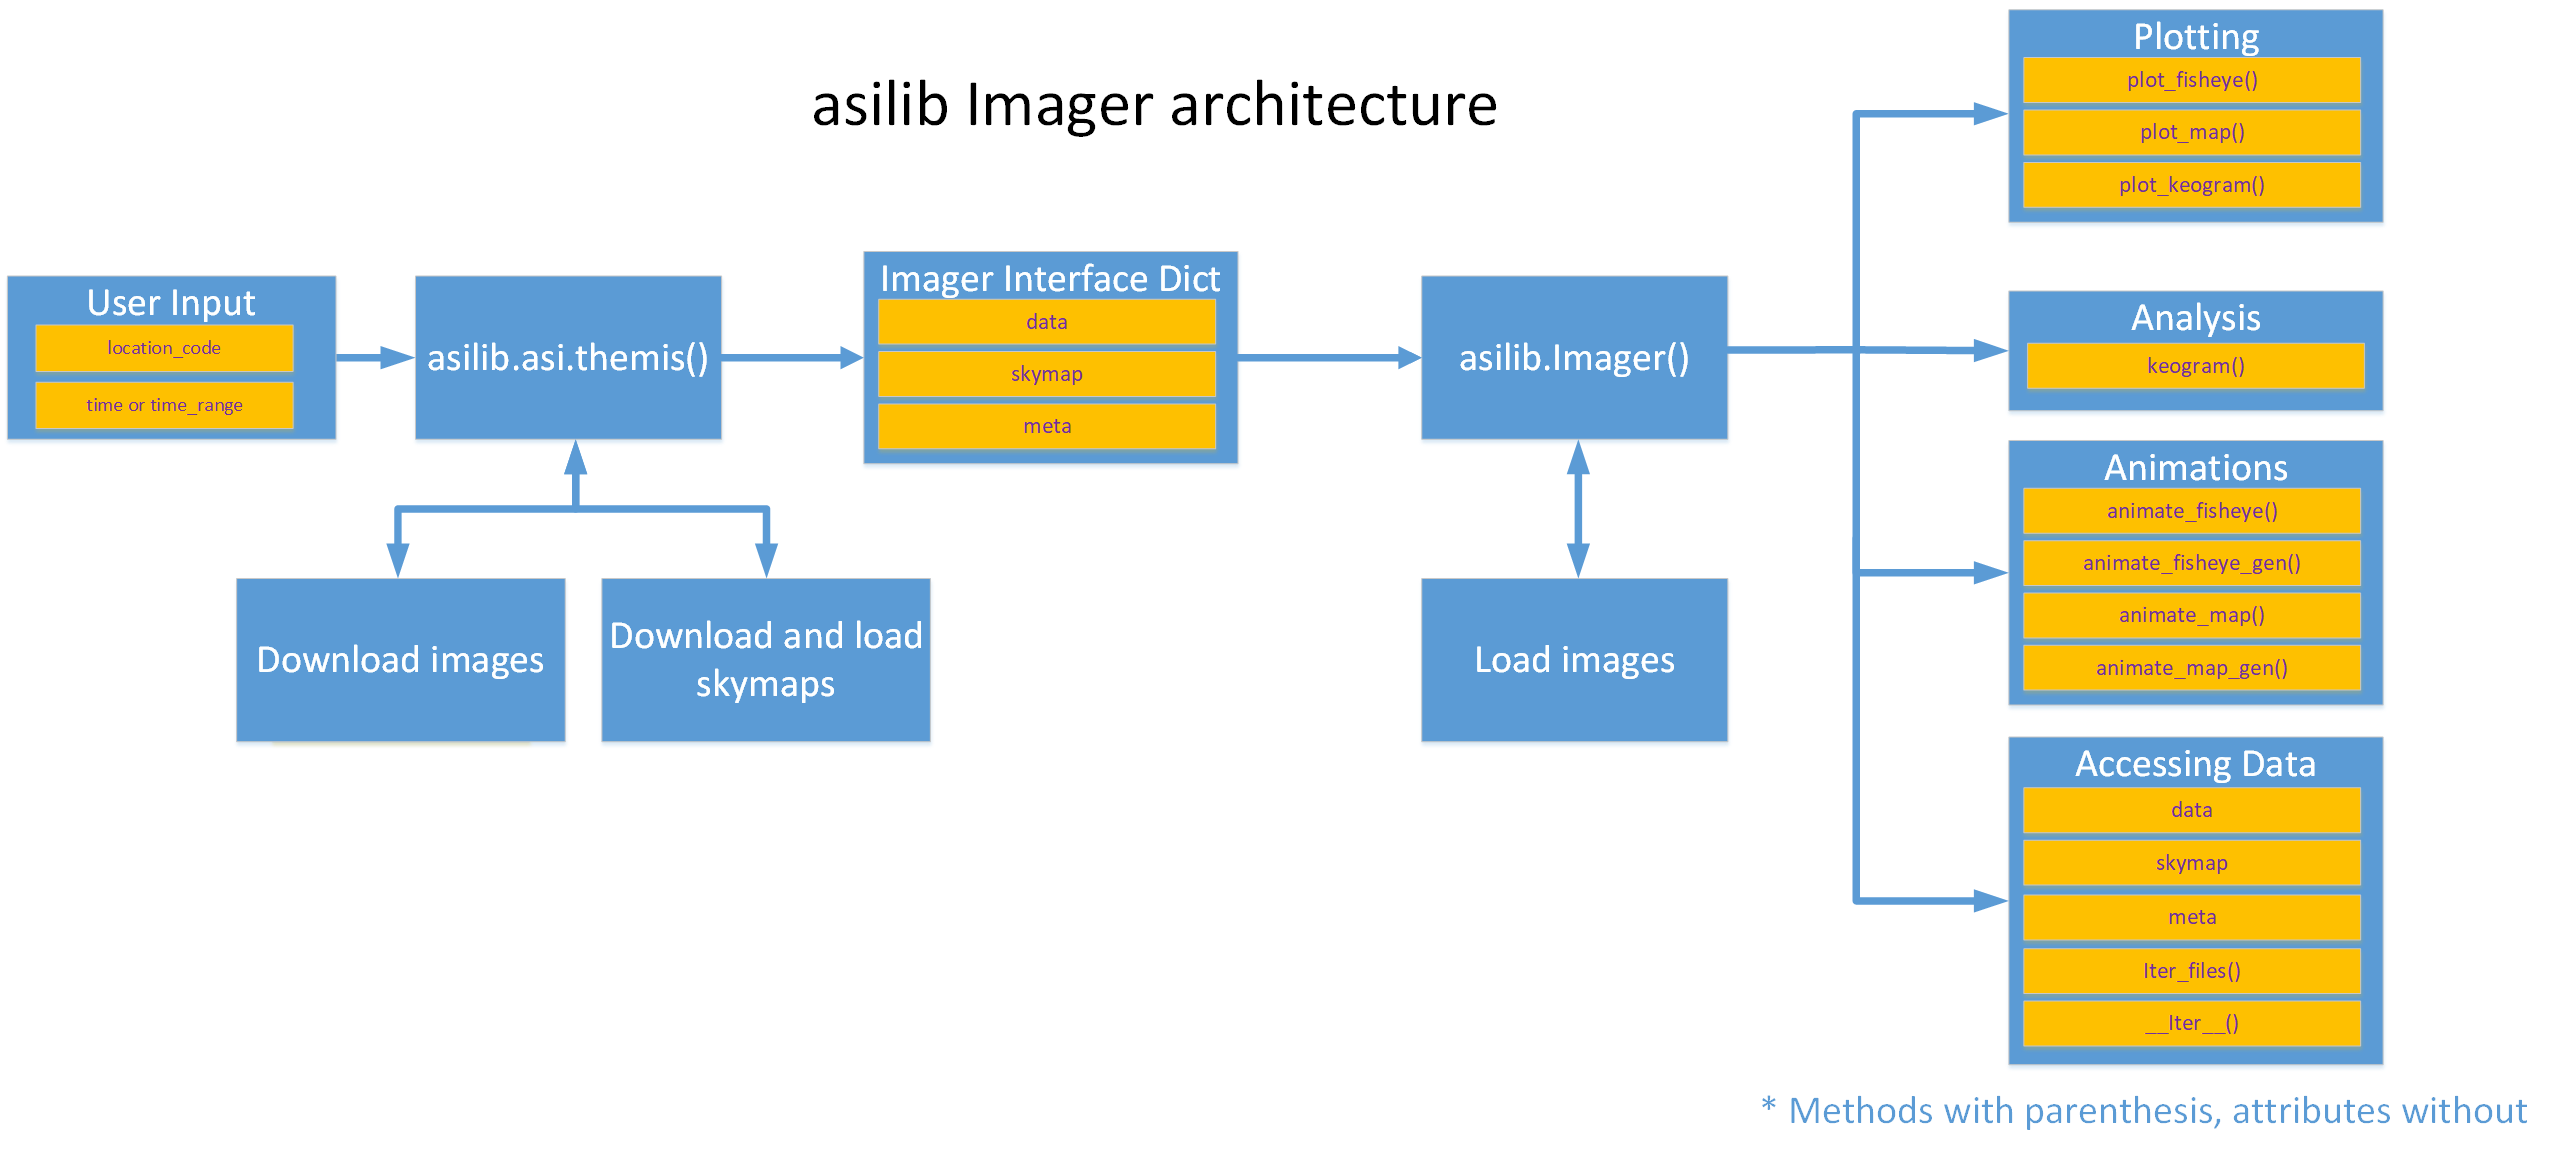 asilib Imager architecture
User Input
location_code
time or time_range
asilib.asi.themis()
Download images
Download and load
skymaps
Imager Interface Dict
data
skymap
meta
asilib.Imager()
Load images
Plotting
plot_fisheye()
plot_map()
plot_keogram()
Analysis
keogram()
Animations
animate_fisheye()
animate_fisheye_gen()
animate_map()
animate_map_gen()
Accessing Data
data
skymap
meta
Iter_files()
__Iter__()
* Methods with parenthesis, attributes without